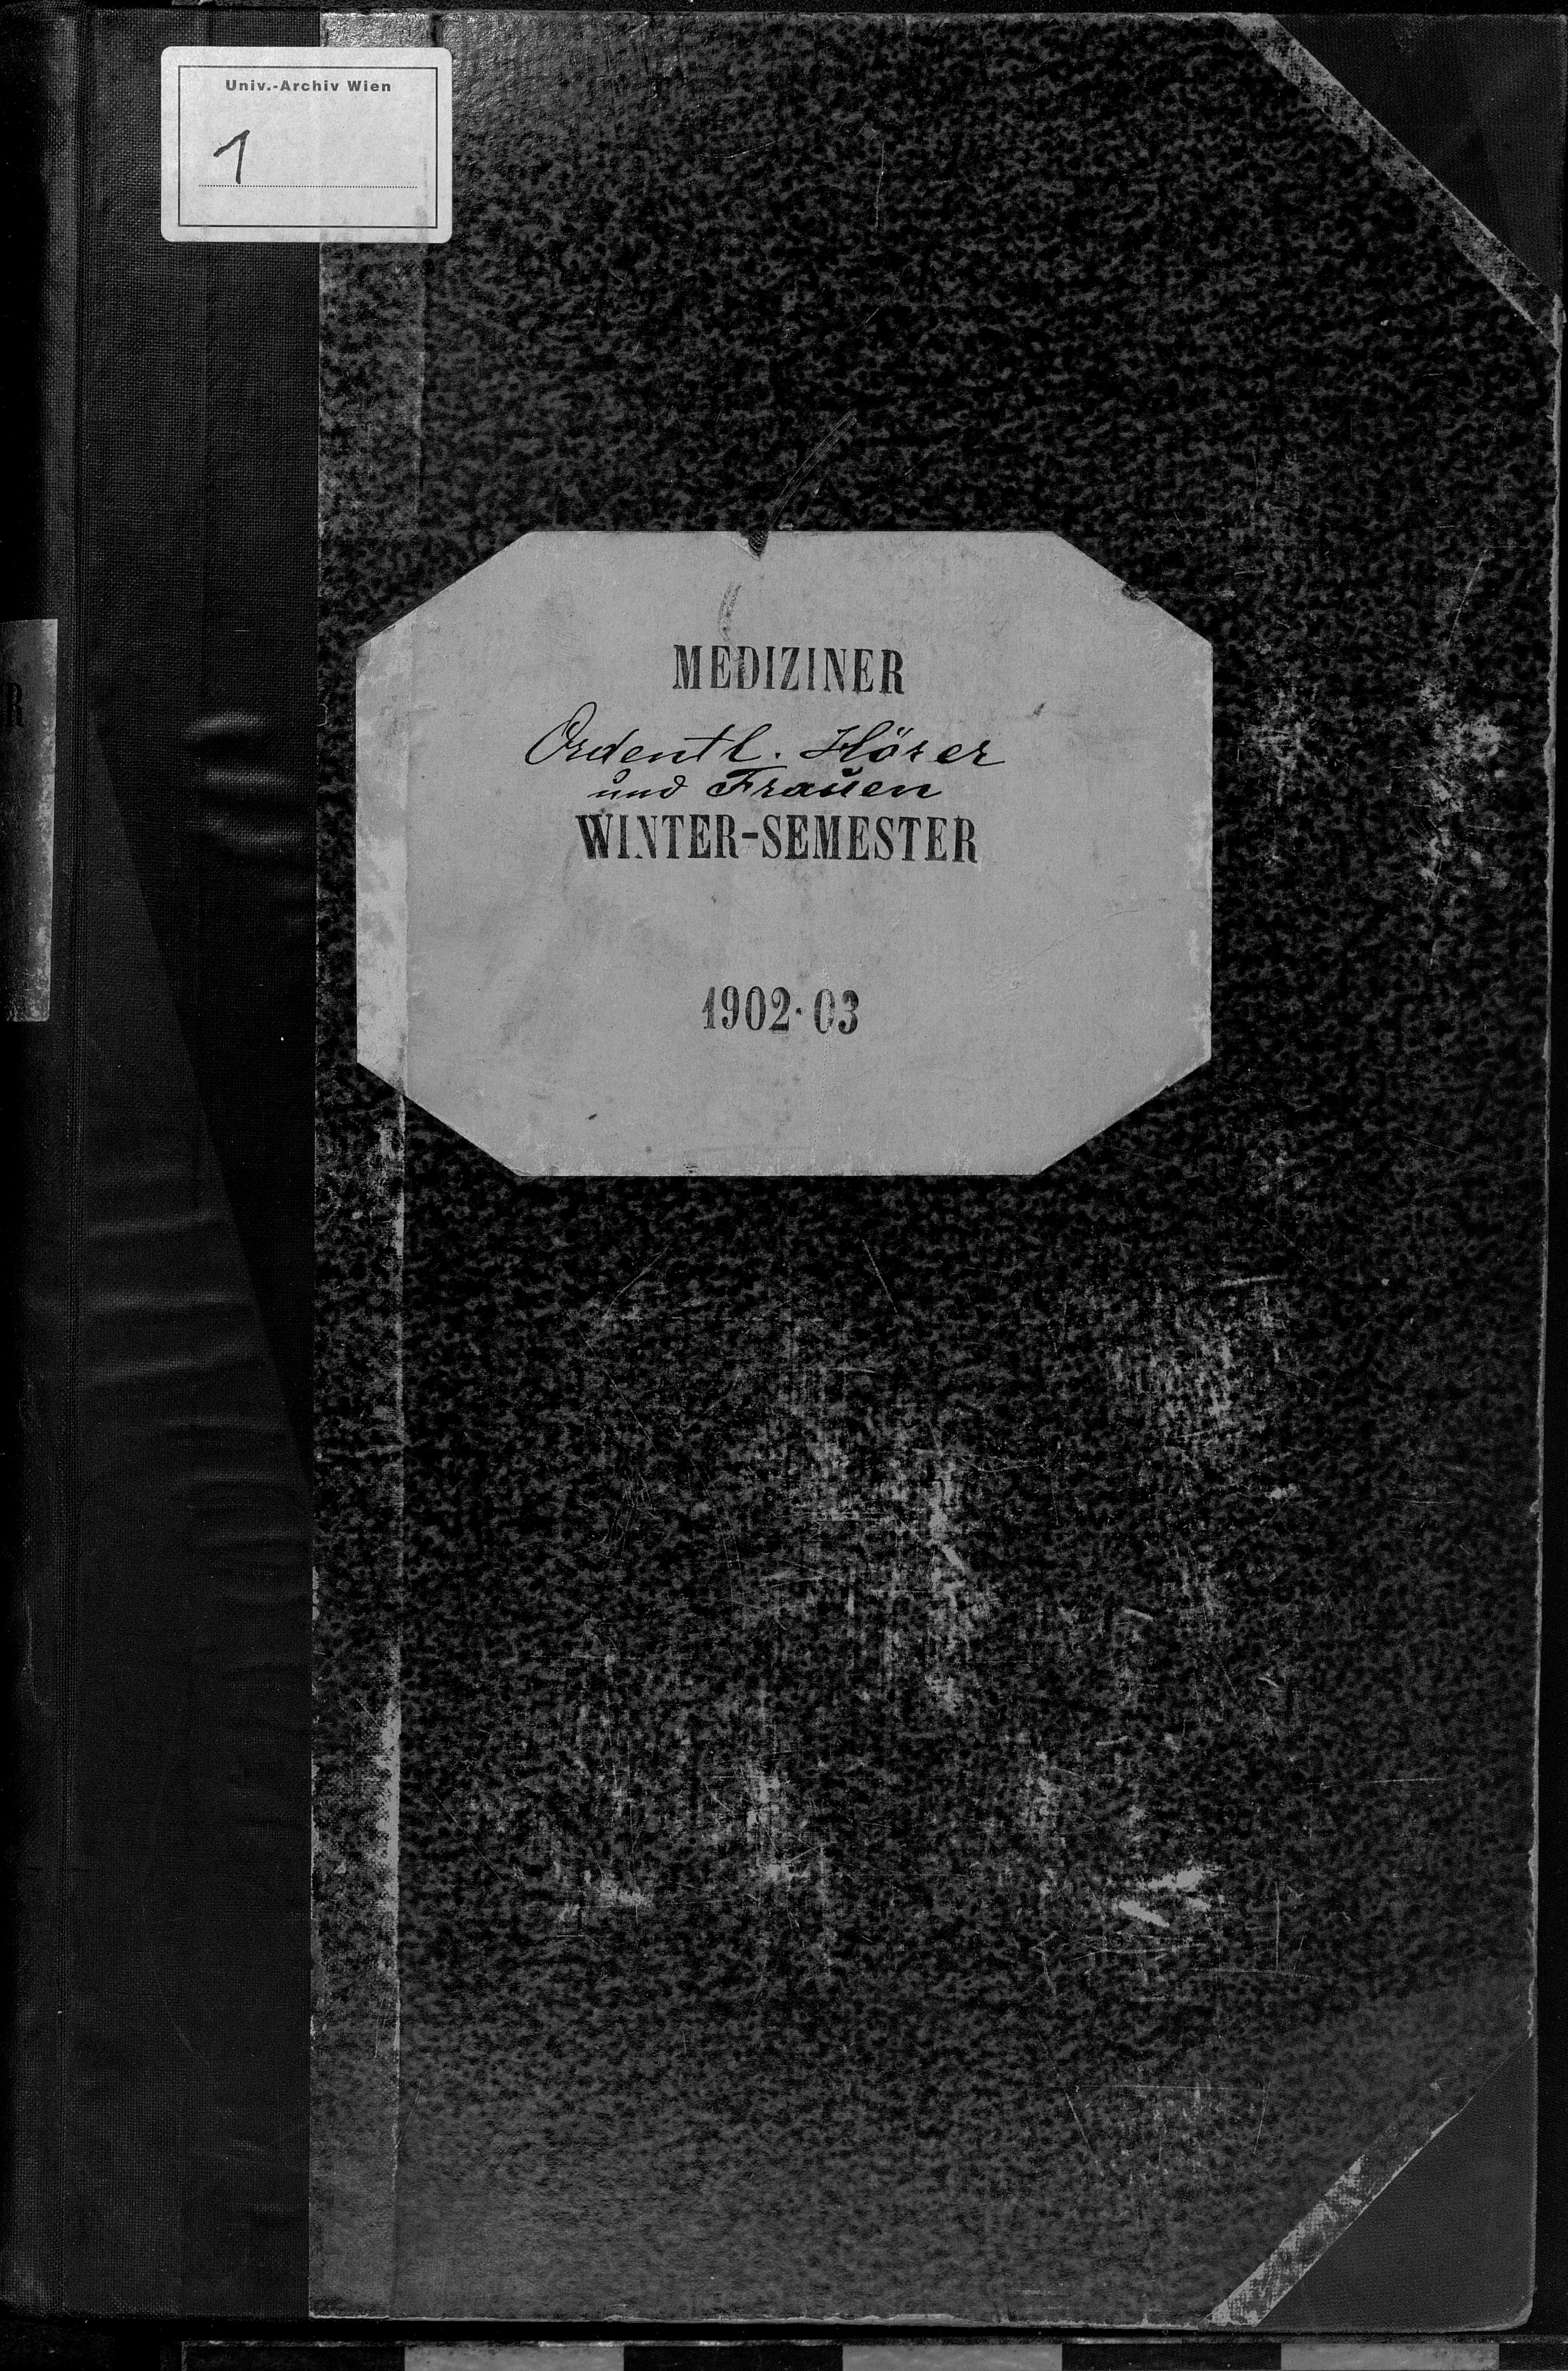 Univ.-Archiv Wien
1
MEDIZINER
Ordentl. Hörer
und Frauen
WINTER-SEMESTER
1902·03
R